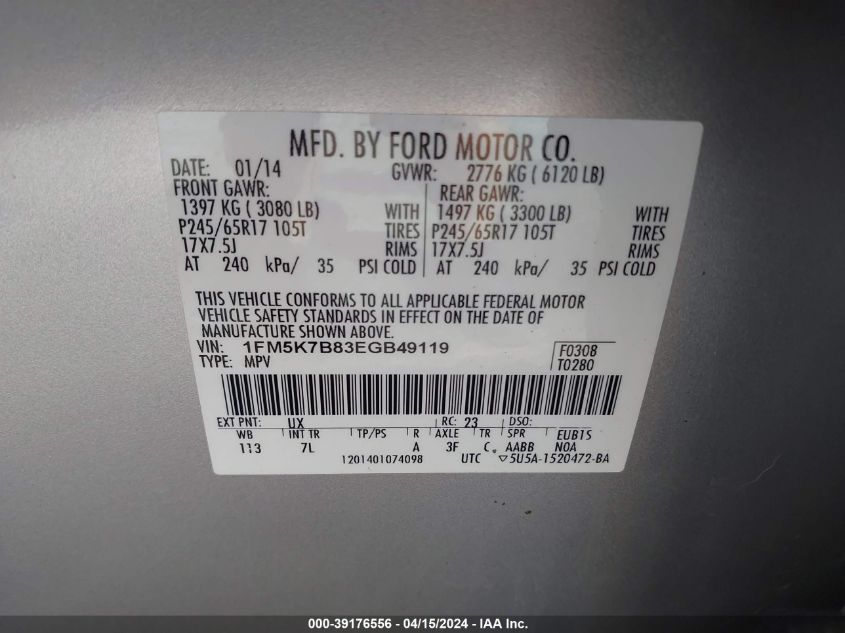 MFD. BY FORD MOTOR CO.
DATE: 01/14 GVWR: 2776 KG ( 6120 LB)
FRONT GAWR: REAR GAWR:
1397 KG ( 3080 LB) WITH 1497 KG ( 3300 LB) WITH
P245/65R17 105T TIRES P245/65R17 105T TIRES
17X7.5J RIMS 17X7.5J RIMS
AT 240 kPa/ 35 PSI COLD AT 240 kPa/ 35 PSI COLD
THIS VEHICLE CONFORMS TO ALL APPLICABLE FEDERAL MOTOR
VEHICLE SAFETY STANDARDS IN EFFECT ON THE DATE OF
MANUFACTURE SHOWN ABOVE.
VIN: 1FM5K7B83EGB49119 F0308
TYPE: MPV T0280
EXT PNT: UX RC: 23 DSO:
WB INT TR TP/PS R AXLE TR SPR EUB1S
113 7L A 3F C AABB NOA
1201401074098 UTC ▽5U5A-1520472-BA
000-39176556 - 04/15/2024 - IAA Inc.